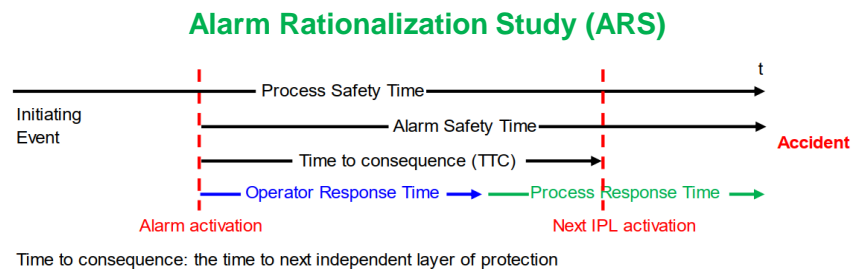 Alarm Rationalization Study (ARS)
t
Process Safety Time
Initiating
Event
Alarm Safety Time
Accident
Time to consequence (TTC)
Operator Response Time
Process Response Time
Alarm activation
Next IPL activation
Time to consequence: the time to next independent layer of protection